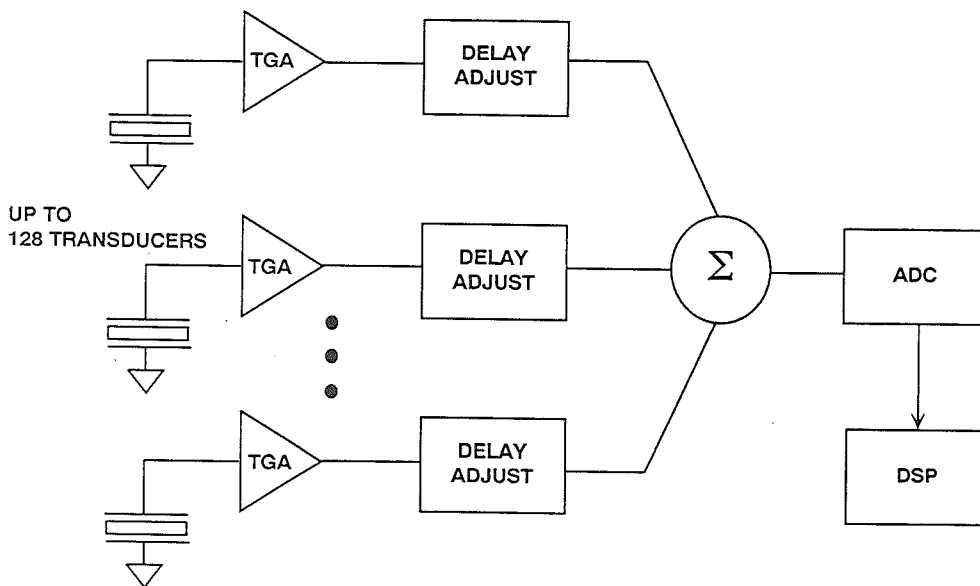 TGA
DELAY
ADJUST
UP TO
128 TRANSDUCERS
TGA
DELAY
ADJUST
Σ
ADC
TGA
DELAY
ADJUST
DSP